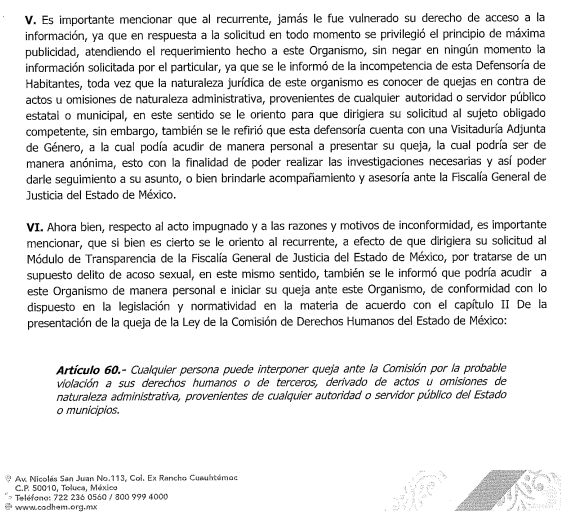 V. Es importante mencionar que al recurrente, jamás le fue vulnerado su derecho de acceso a la
información, ya que en respuesta a la solicitud en todo momento se privilegió el principio de máxima
publicidad, atendiendo el requerimiento hecho a este Organismo, sin negar en ningún momento la
información solicitada por el particular, ya que se le informó de la incompetencia de esta Defensoría de
Habitantes, toda vez que la naturaleza jurídica de este organismo es conocer de quejas en contra de
actos u omisiones de naturaleza administrativa, provenientes de cualquier autoridad o servidor público
estatal o municipal, en este sentido se le oriento para que dirigiera su solicitud al sujeto obligado
competente, sin embargo, también se le refirió que esta defensoría cuenta con una Visitaduría Adjunta
de Género, a la cual podía acudir de manera personal a presentar su queja, la cual podría ser de
manera anónima, esto con la finalidad de poder realizar las investigaciones necesarias y así poder
darle seguimiento a su asunto, o bien brindarle acompañamiento y asesoría ante la Fiscalía General de
Justicia del Estado de México.
VI. Ahora bien, respecto al acto impugnado y a las razones y motivos de inconformidad, es importante
mencionar, que si bien es cierto se le oriento al recurrente, a efecto de que dirigiera su solicitud al
Módulo de Transparencia de la Fiscalía General de Justicia del Estado de México, por tratarse de un
supuesto delito de acoso sexual, en este mismo sentido, también se le informó que podría acudir a
este Organismo de manera personal e iniciar su queja ante este Organismo, de conformidad con lo
dispuesto en la legislación y normatividad en la materia de acuerdo con el capítulo II De la
presentación de la queja de la Ley de la Comisión de Derechos Humanos del Estado de México:
Artículo 60.- Cualquier persona puede interponer queja ante la Comisión por la probable
violación a sus derechos humanos o de terceros, derivado de actos u omisiones de
naturaleza administrativa, provenientes de cualquier autoridad o servidor público del Estado
o municipios.
Av. Nicolás San Juan No.113, Col. Ex Rancho Cuauhtémoc
C.P. 50010, Toluca, México
Teléfono: 722 236 0560 / 800 999 4000
www.codhem.org.mx